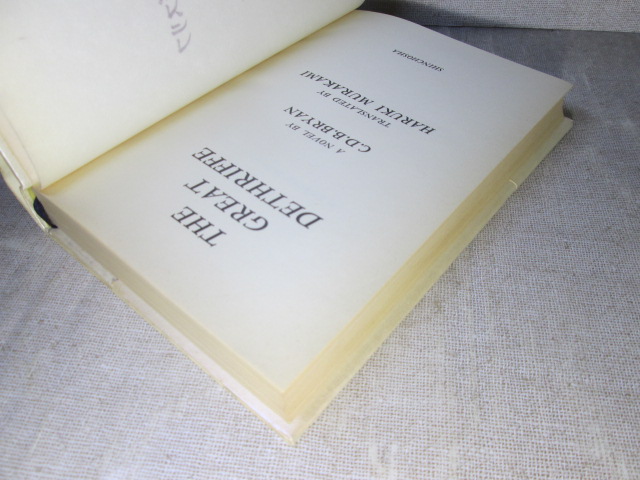 THE
GREAT
DETHRIFFE
A NOVEL BY
C.D.B.BRYAN
TRANSLATED BY
HARUKI MURAKAMI
SHINCHOSHA